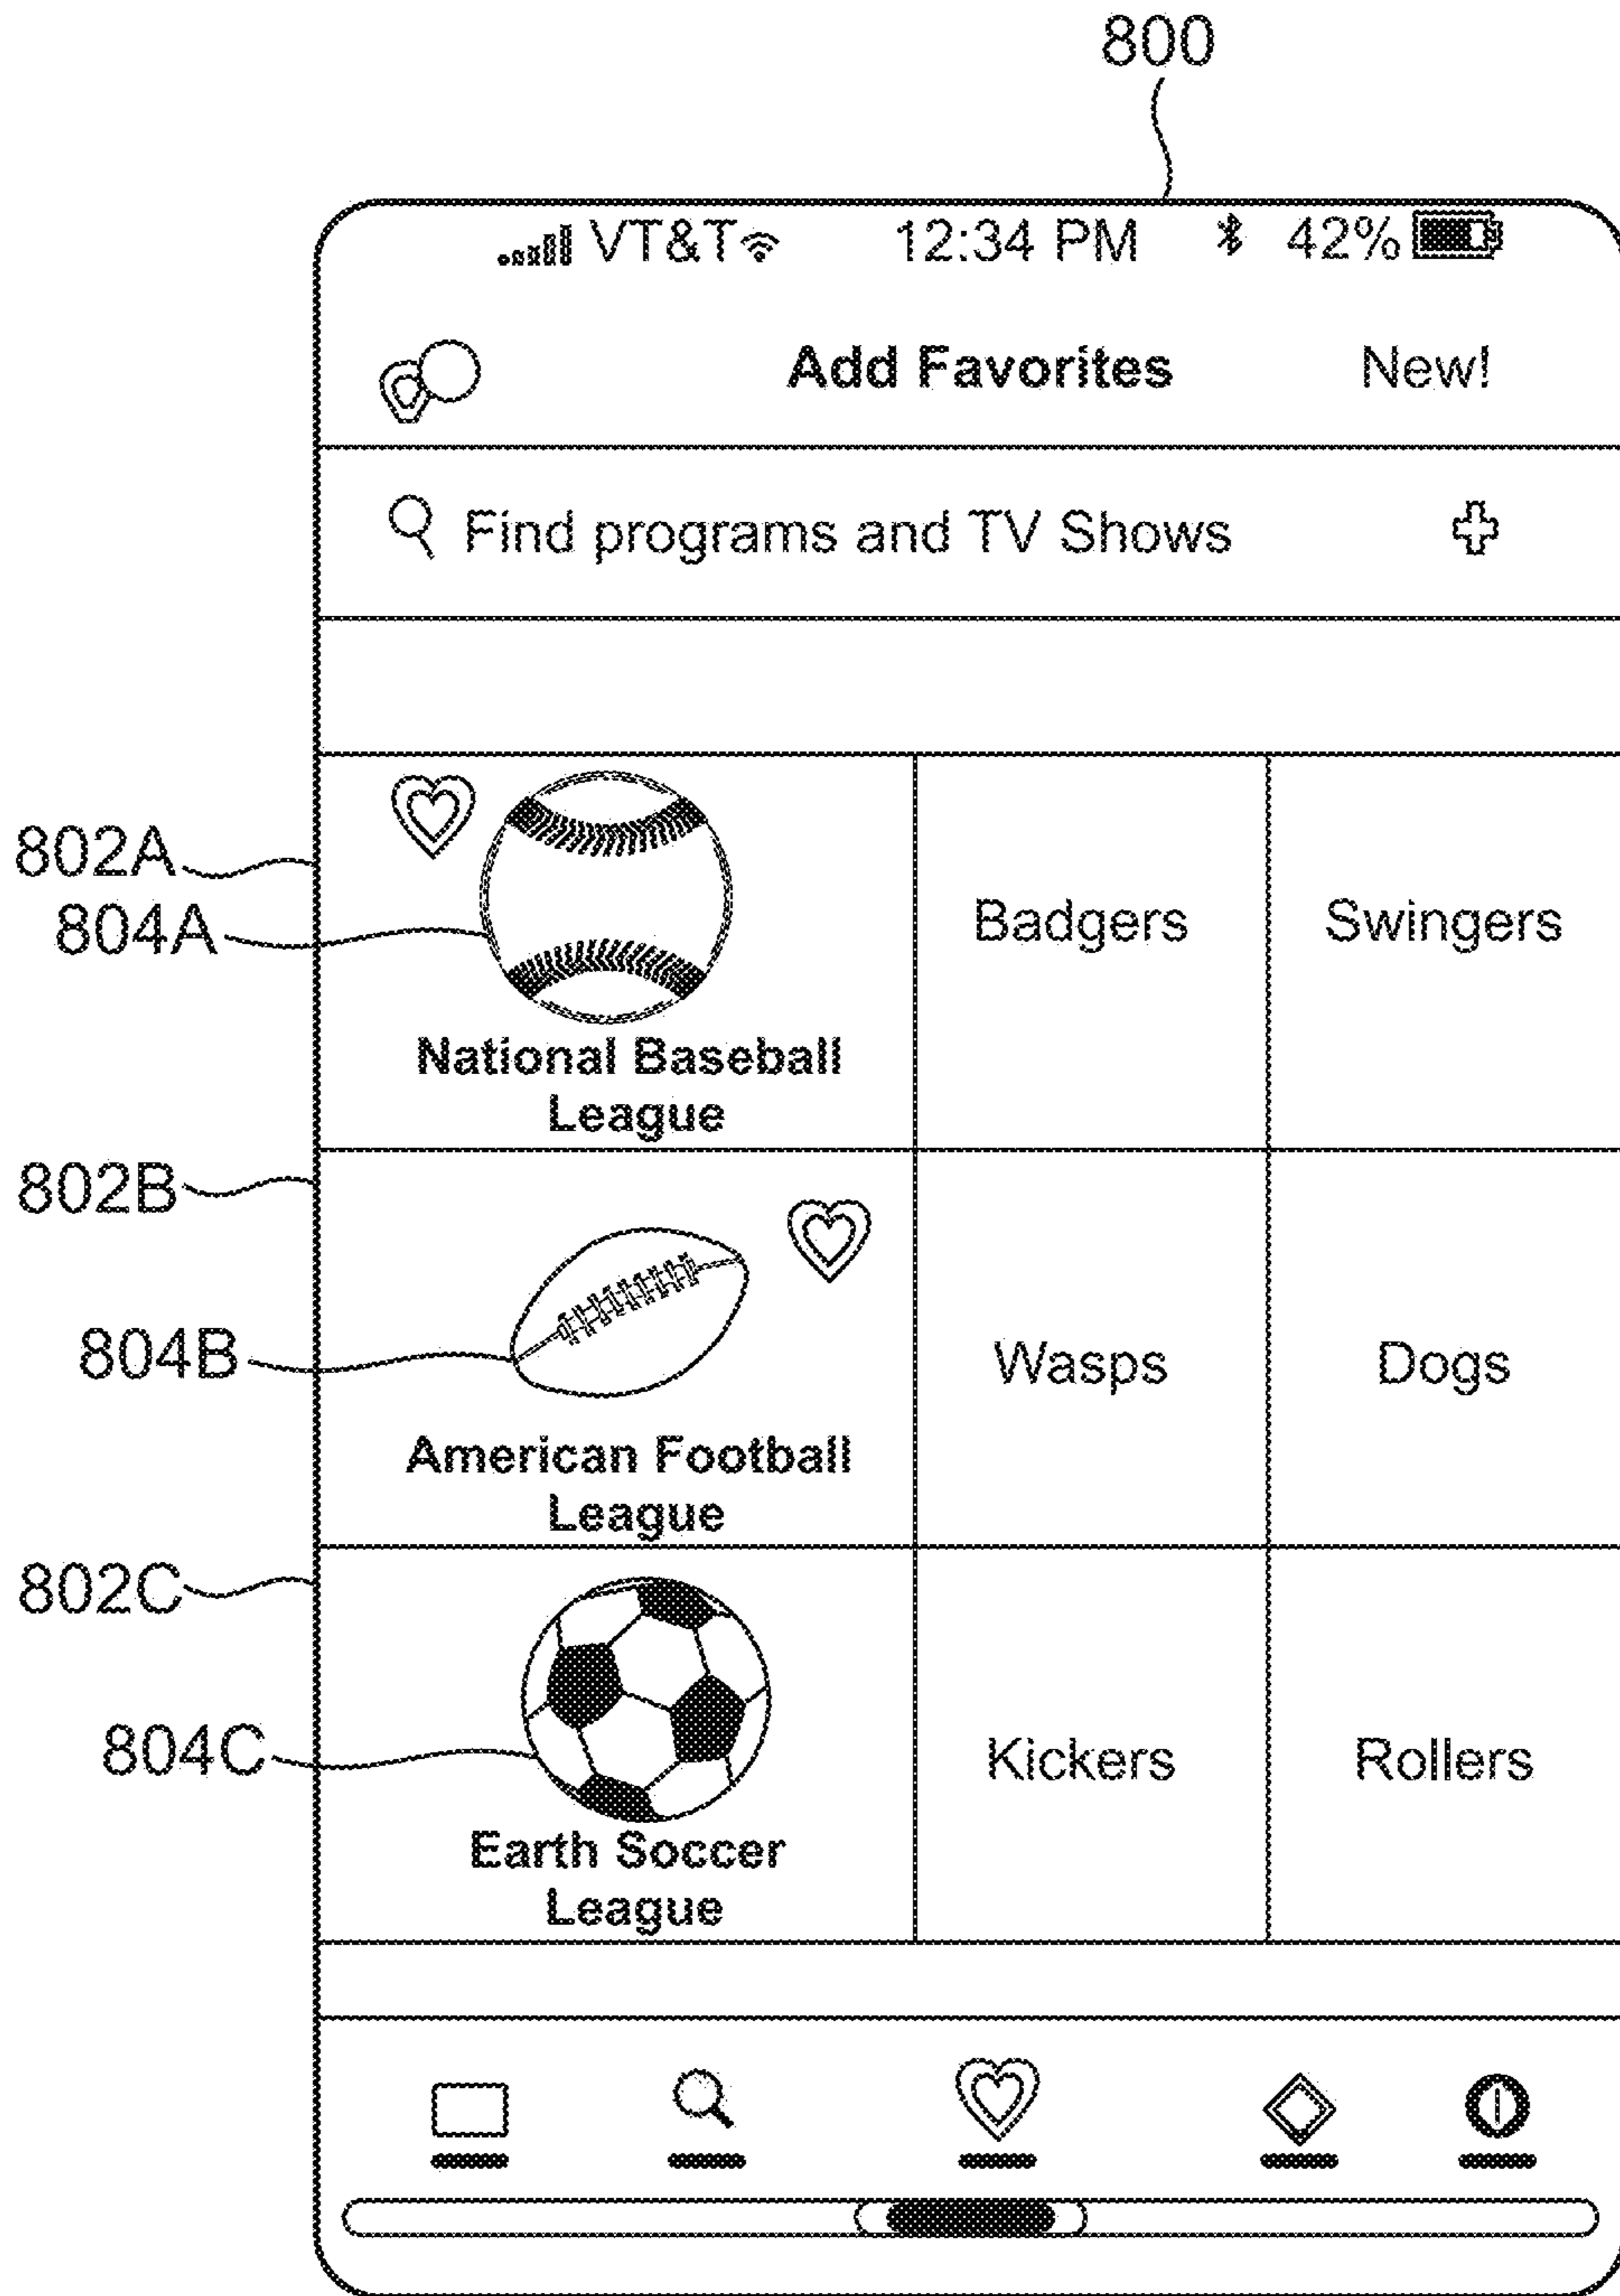 800
VT&T 12:34 PM 42%
Add Favorites New!
Find programs and TV Shows
802A
804A
Badgers Swingers
National Baseball
League
802B
804B
Wasps Dogs
American Football
League
802C
804C
Kickers Rollers
Earth Soccer
League